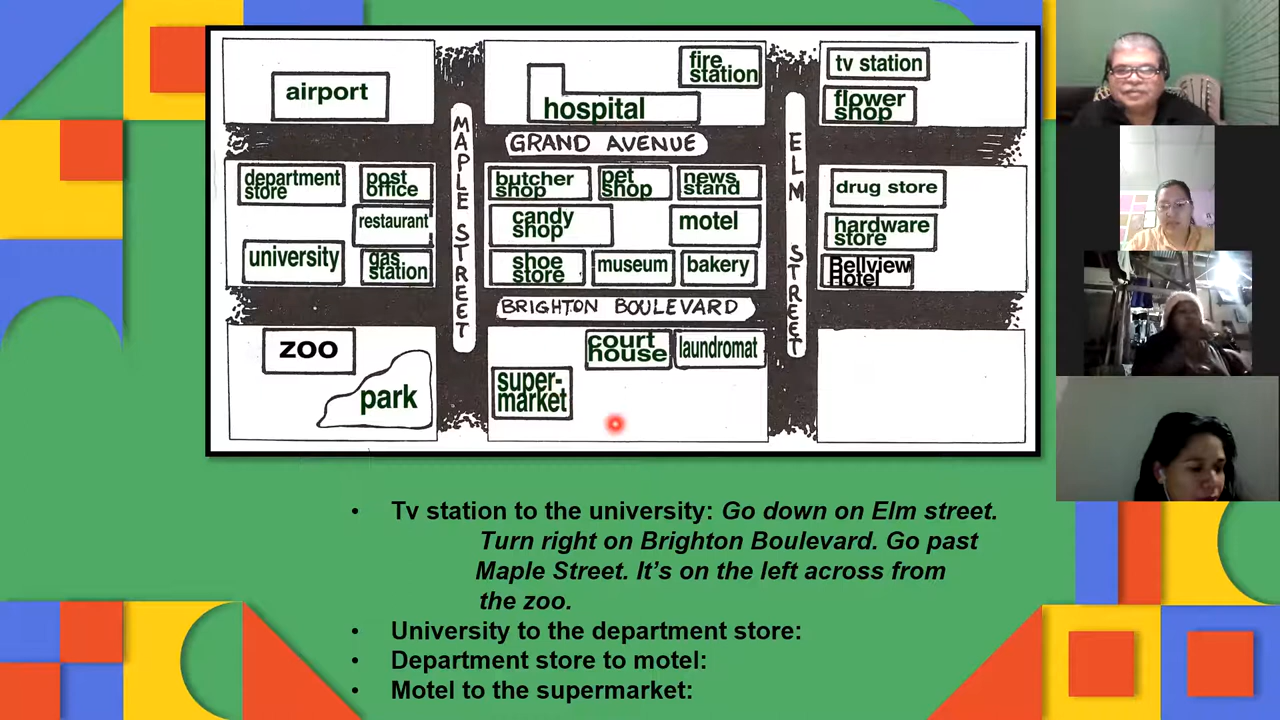 airport
hospital
fire
station
tv station
flower
shop
MAPLE STREET
GRAND AVENUE
ELM STREET
department
store
post
office
butcher
shop
pet
shop
news
stand
drug store
restaurant
candy
shop
motel
hardware
store
university
gas
station
shoe
store
museum
bakery
Bellview
Hotel
BRIGHTON BOULEVARD
zoo
park
court
house
laundromat
super-
market
• Tv station to the university: Go down on Elm street.
Turn right on Brighton Boulevard. Go past
Maple Street. It's on the left across from
the zoo.
• University to the department store:
• Department store to motel:
• Motel to the supermarket: